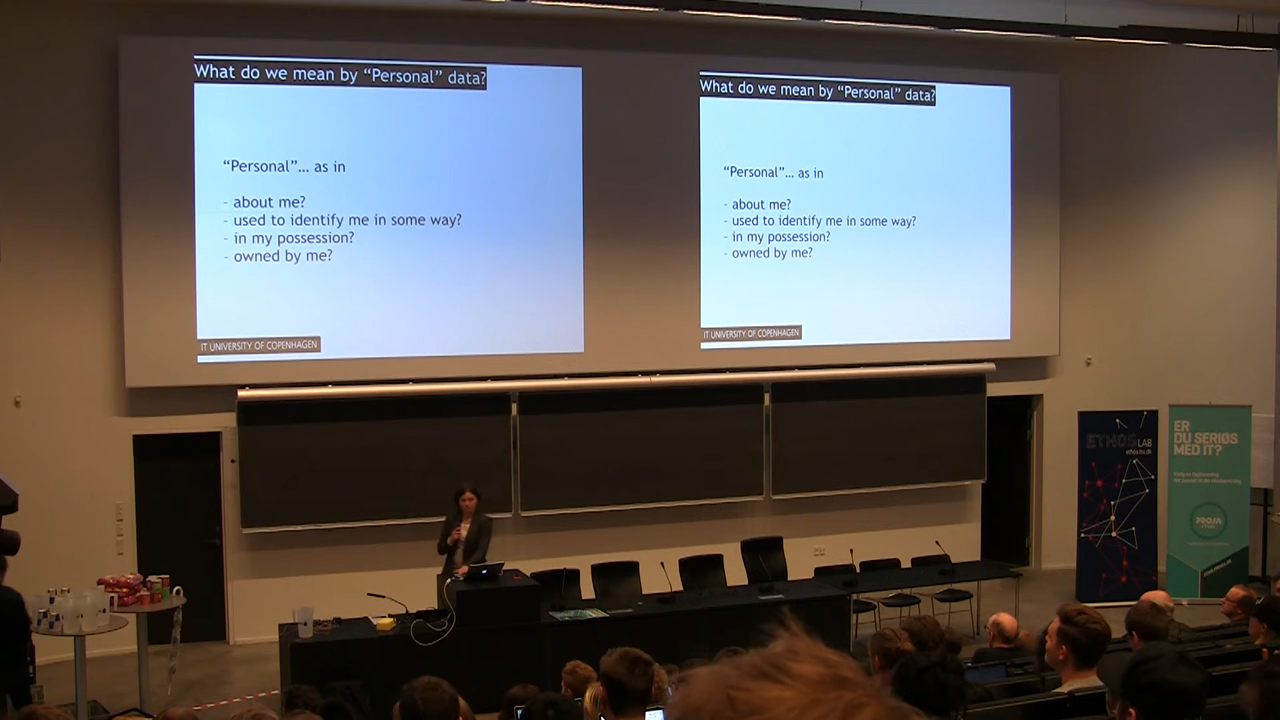 What do we mean by “Personal” data?
“Personal”... as in
- about me?
- used to identify me in some way?
- in my possession?
- owned by me?
IT UNIVERSITY OF COPENHAGEN
What do we mean by “Personal” data?
“Personal”... as in
- about me?
- used to identify me in some way?
- in my possession?
- owned by me?
IT UNIVERSITY OF COPENHAGEN
ETHOS LAB
ethos.itu.dk
ER
DU SERIØS
MED IT?
PROSA